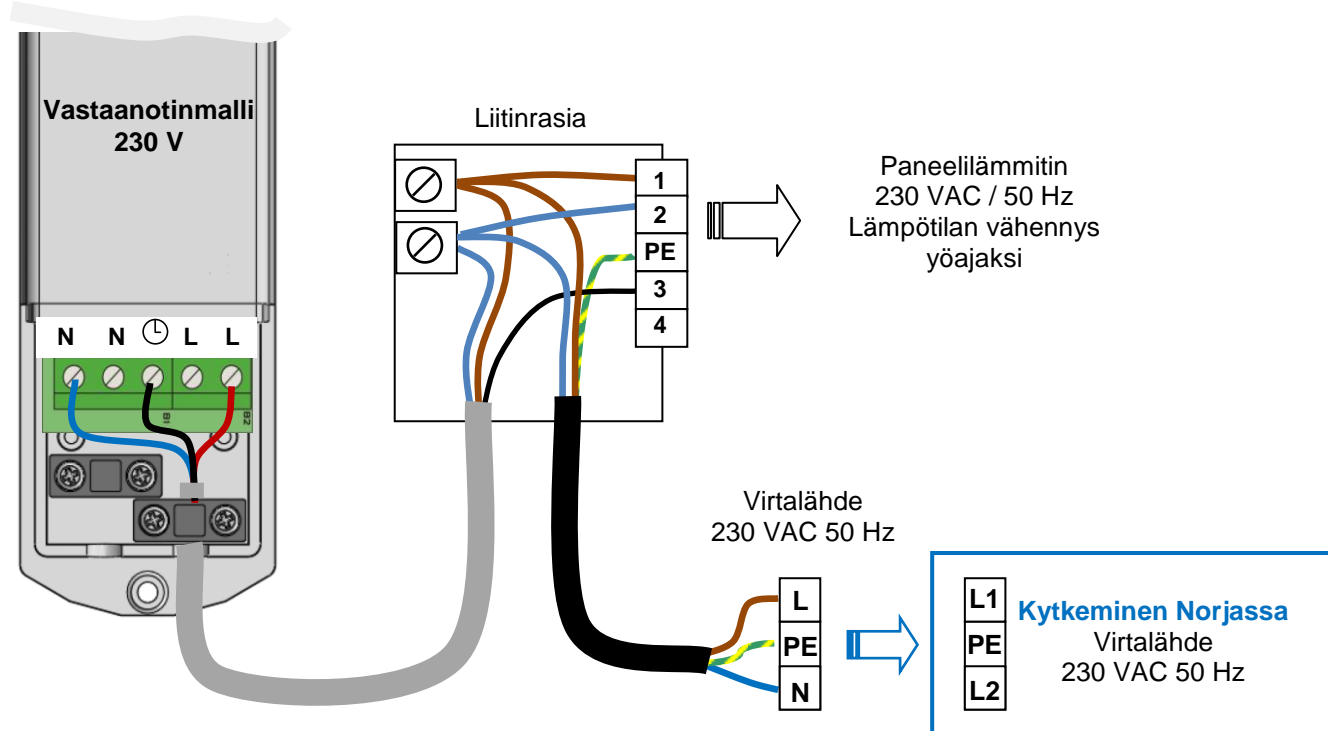 Vastaanotinmalli
230 V
N N L L
B1 B2
Liitinrasia
1
2
PE
3
4
Paneelilämmitin
230 VAC / 50 Hz
Lämpötilan vähennys
yöajaksi
Virtalähde
230 VAC 50 Hz
L
PE
N
L1
PE
L2
Kytkeminen Norjassa
Virtalähde
230 VAC 50 Hz